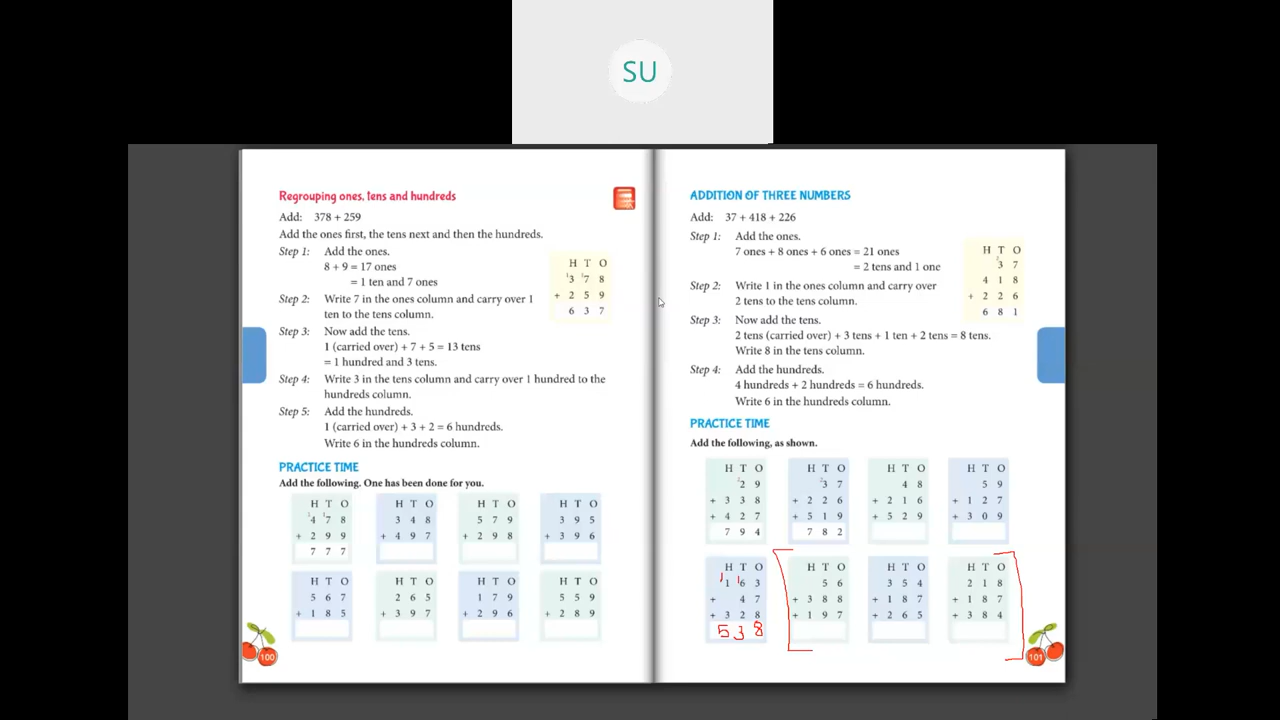 SU
Regrouping ones, tens and hundreds
Add: 378 + 259
Add the ones first, the tens next and then the hundreds.
Step 1: Add the ones.
8 + 9 = 17 ones
= 1 ten and 7 ones
Step 2: Write 7 in the ones column and carry over 1
ten to the tens column.
Step 3: Now add the tens.
1 (carried over) + 7 + 5 = 13 tens
= 1 hundred and 3 tens.
Step 4: Write 3 in the tens column and carry over 1 hundred to the
hundreds column.
Step 5: Add the hundreds.
1 (carried over) + 3 + 2 = 6 hundreds.
Write 6 in the hundreds column.
H T O
1 3 1 7 8
+ 2 5 9
6 3 7
PRACTICE TIME
Add the following. One has been done for you.
H T O H T O H T O H T O
1 4 1 7 8 3 4 8 5 7 9 3 9 5
+ 2 9 9 + 4 9 7 + 2 9 8 + 3 9 6
7 7 7
H T O H T O H T O H T O
5 6 7 2 6 5 1 7 9 5 5 9
+ 1 8 5 + 3 9 7 + 2 9 6 + 2 8 9
100
ADDITION OF THREE NUMBERS
Add: 37 + 418 + 226
Step 1: Add the ones.
7 ones + 8 ones + 6 ones = 21 ones
= 2 tens and 1 one
Step 2: Write 1 in the ones column and carry over
2 tens to the tens column.
Step 3: Now add the tens.
2 tens (carried over) + 3 tens + 1 ten + 2 tens = 8 tens.
Write 8 in the tens column.
Step 4: Add the hundreds.
4 hundreds + 2 hundreds = 6 hundreds.
Write 6 in the hundreds column.
H T O
2 3 7
4 1 8
+ 2 2 6
6 8 1
PRACTICE TIME
Add the following, as shown.
H T O H T O H T O H T O
2 2 9 2 3 7 4 8 5 9
+ 3 3 8 + 2 2 6 + 2 1 6 + 1 2 7
+ 4 2 7 + 5 1 9 + 5 2 9 + 3 0 9
7 9 4 7 8 2
H T O H T O H T O H T O
1 1 1 6 3 5 6 3 5 4 2 1 8
+ 4 7 + 3 8 8 + 1 8 7 + 1 8 7
+ 3 2 8 + 1 9 7 + 2 6 5 + 3 8 4
5 3 8
101